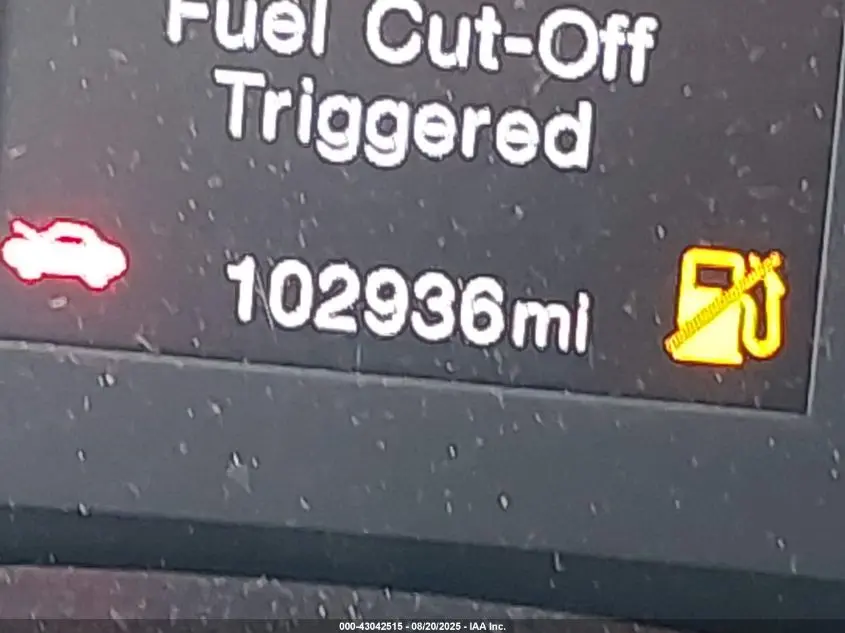 Fuel Cut-Off
Triggered
102936mi
000-43042515 - 08/20/2025 - IAA Inc.